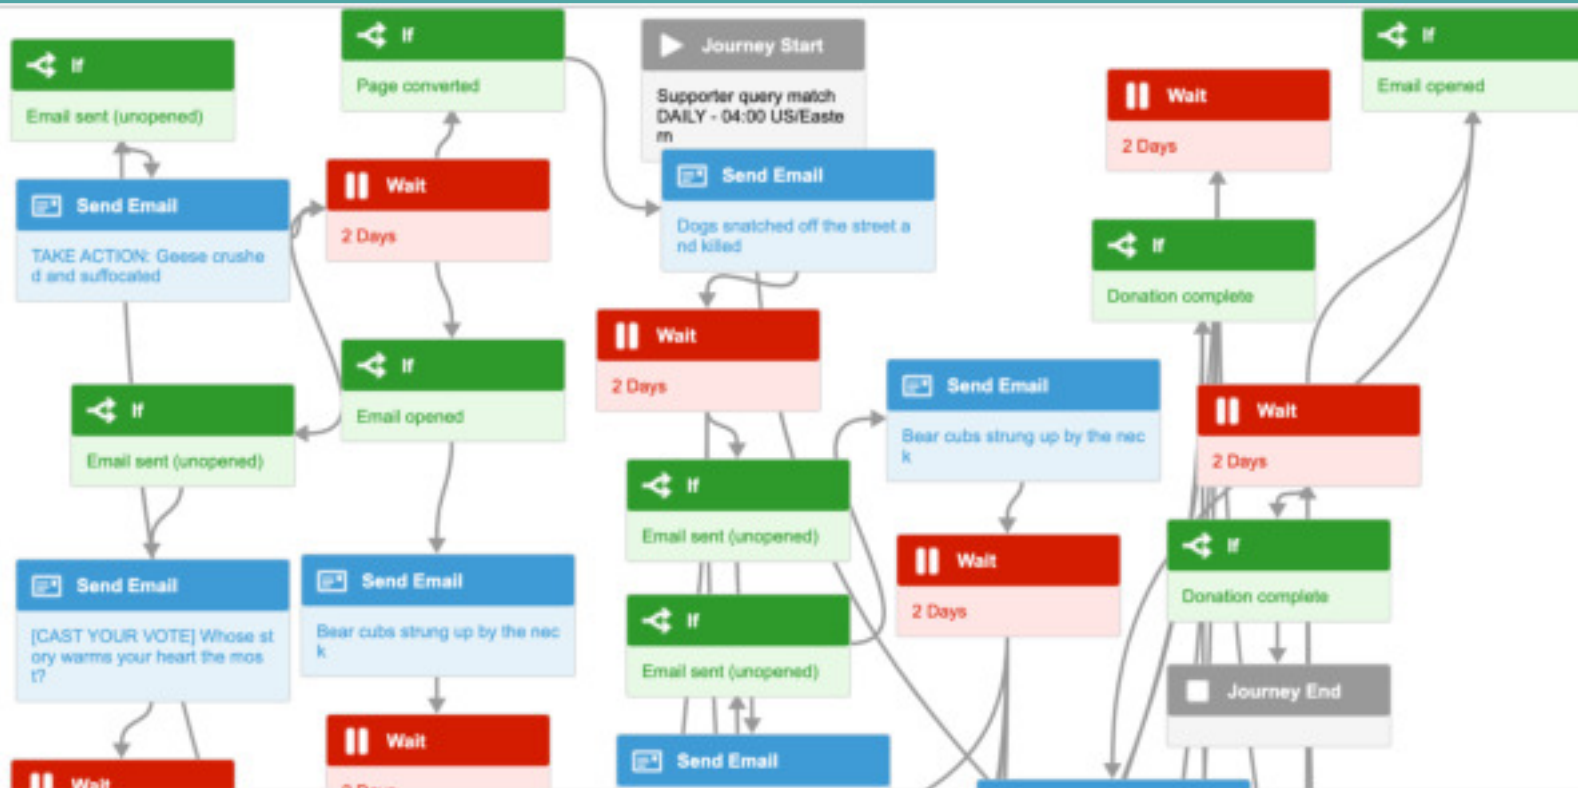 If
Email sent (unopened)
Send Email
TAKE ACTION: Geese crushe
d and suffocated
If
Email sent (unopened)
Send Email
[CAST YOUR VOTE] Whose st
ory warms your heart the mos
t?
Wait
If
Page converted
Wait
2 Days
If
Email opened
Send Email
Bear cubs strung up by the nec
k
Wait
2 Days
Journey Start
Supporter query match
DAILY - 04:00 US/Easte
rn
Send Email
Dogs snatched off the street a
nd killed
Wait
2 Days
If
Email sent (unopened)
If
Email sent (unopened)
Send Email
Send Email
Bear cubs strung up by the nec
k
Wait
2 Days
Wait
2 Days
If
Donation complete
Wait
2 Days
If
Donation complete
Journey End
If
Email opened